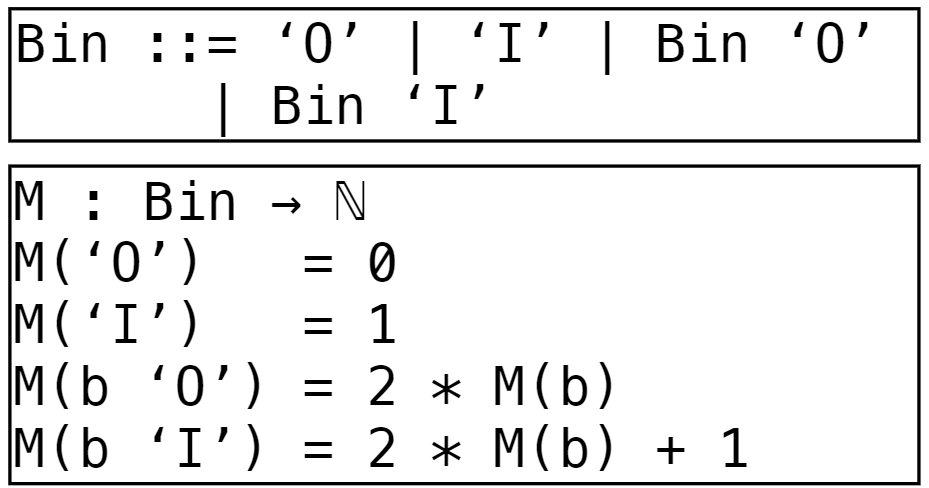 Bin ::= ‘O’ | ‘I’ | Bin ‘O’
| Bin ‘I’
M : Bin → ℕ
M(‘O’) = 0
M(‘I’) = 1
M(b ‘O’) = 2 * M(b)
M(b ‘I’) = 2 * M(b) + 1